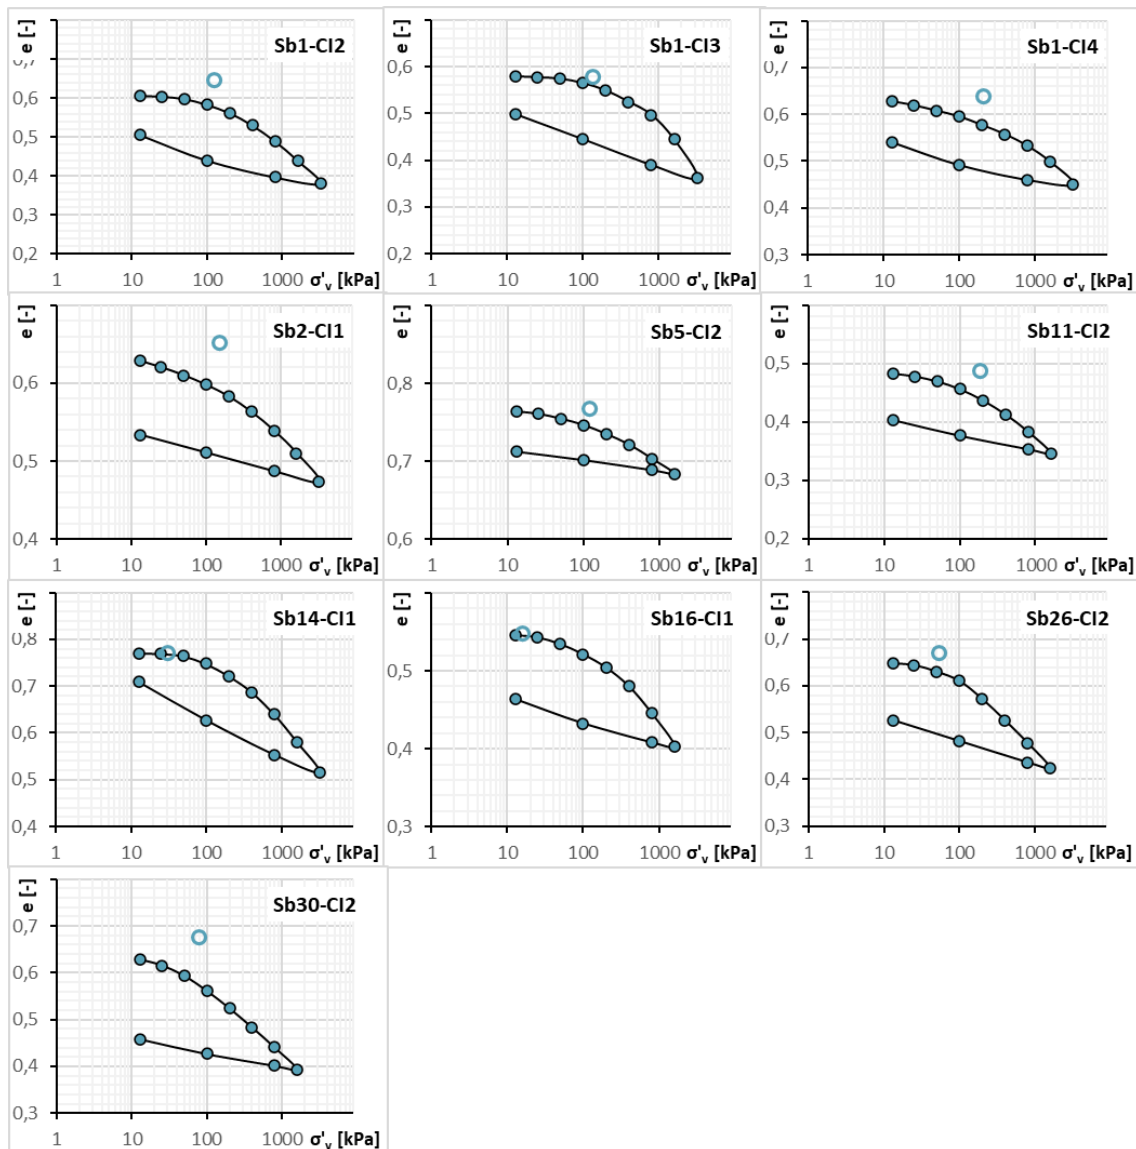 e [-]
Sb1-CI2
0,7
0,6
0,5
0,4
0,3
0,2
1 10 100 1000 σ'v [kPa]
e [-]
Sb1-CI3
0,6
0,5
0,4
0,3
0,2
1 10 100 1000 σ'v [kPa]
e [-]
Sb1-CI4
0,7
0,6
0,5
0,4
0,3
1 10 100 1000 σ'v [kPa]
e [-]
Sb2-CI1
0,6
0,5
0,4
1 10 100 1000 σ'v [kPa]
e [-]
Sb5-CI2
0,8
0,7
0,6
1 10 100 1000 σ'v [kPa]
e [-]
Sb11-CI2
0,5
0,4
0,3
0,2
1 10 100 1000 σ'v [kPa]
e [-]
Sb14-CI1
0,8
0,7
0,6
0,5
0,4
1 10 100 1000 σ'v [kPa]
e [-]
Sb16-CI1
0,5
0,4
0,3
1 10 100 1000 σ'v [kPa]
e [-]
Sb26-CI2
0,7
0,6
0,5
0,4
0,3
1 10 100 1000 σ'v [kPa]
e [-]
Sb30-CI2
0,7
0,6
0,5
0,4
0,3
1 10 100 1000 σ'v [kPa]